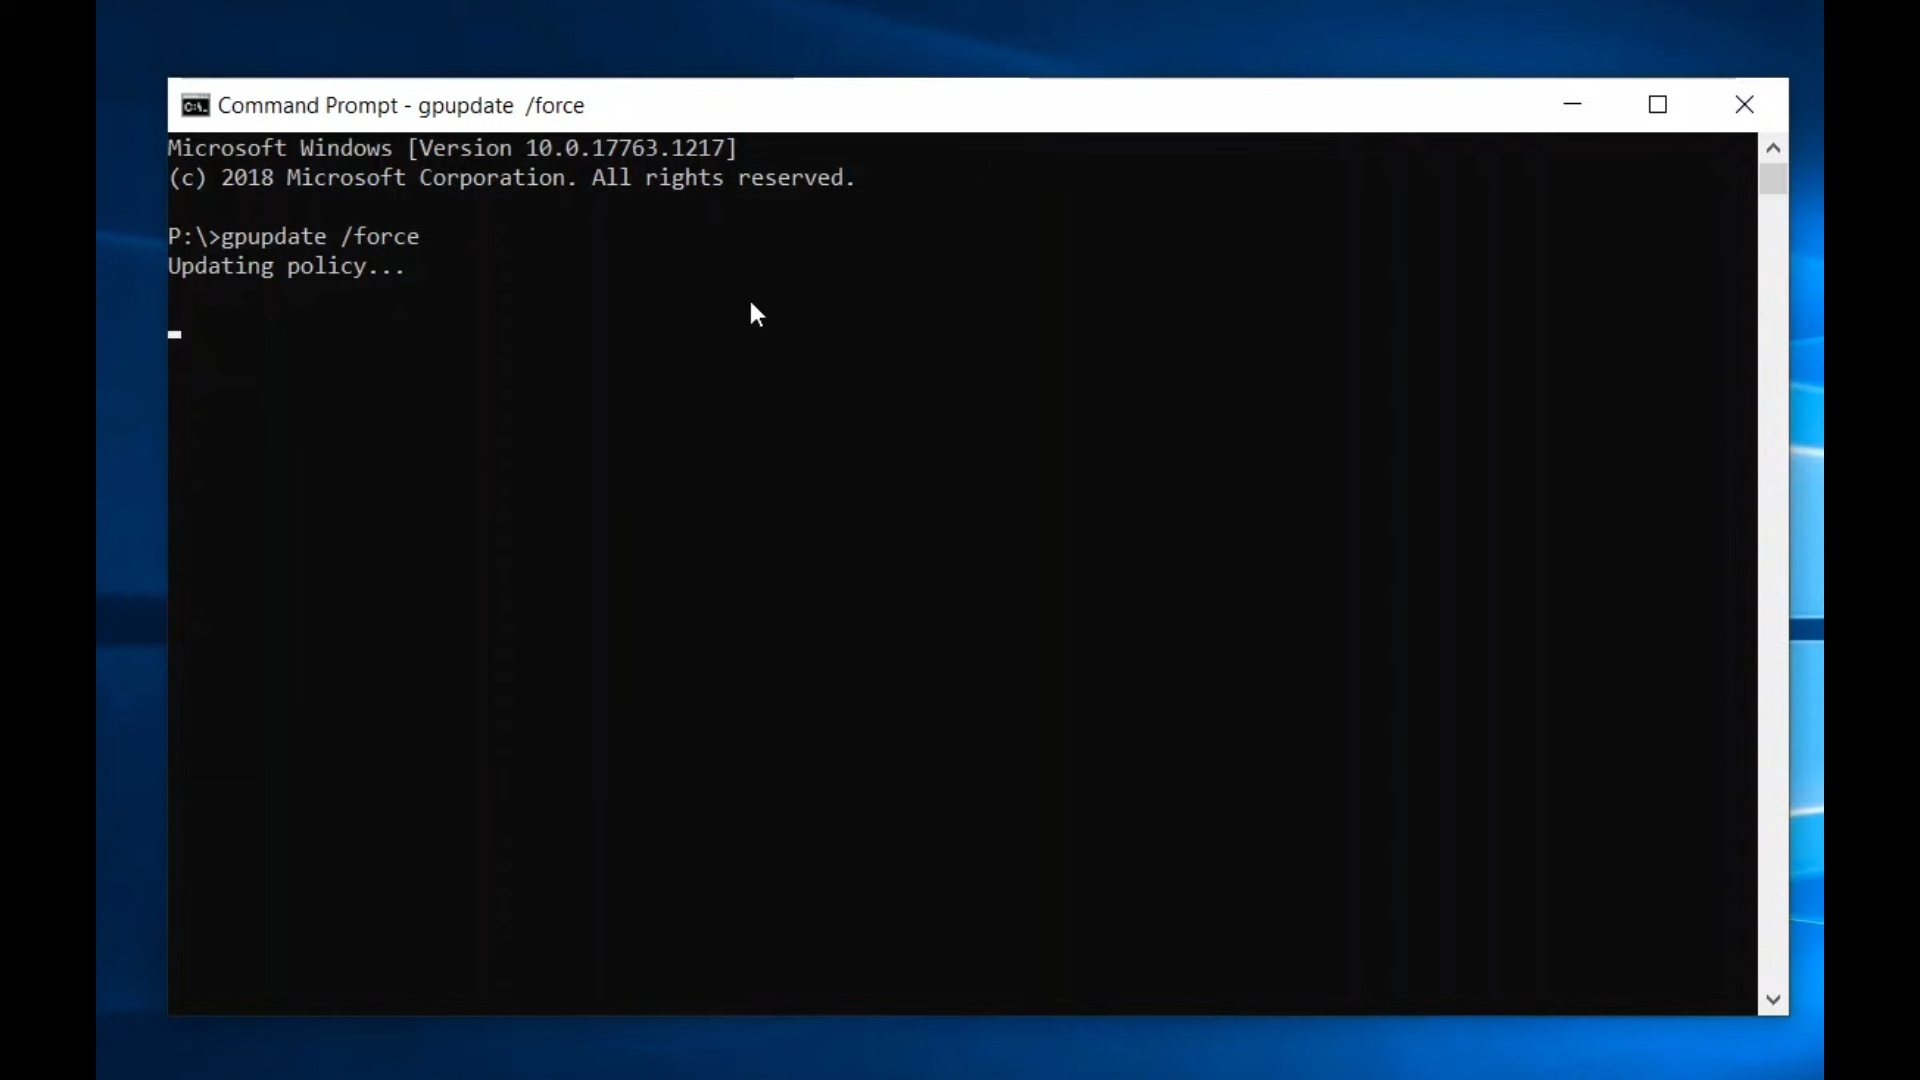 Command Prompt - gpupdate  /force
Microsoft Windows [Version 10.0.17763.1217]
(c) 2018 Microsoft Corporation. All rights reserved.
P:\>gpupdate /force
Updating policy...